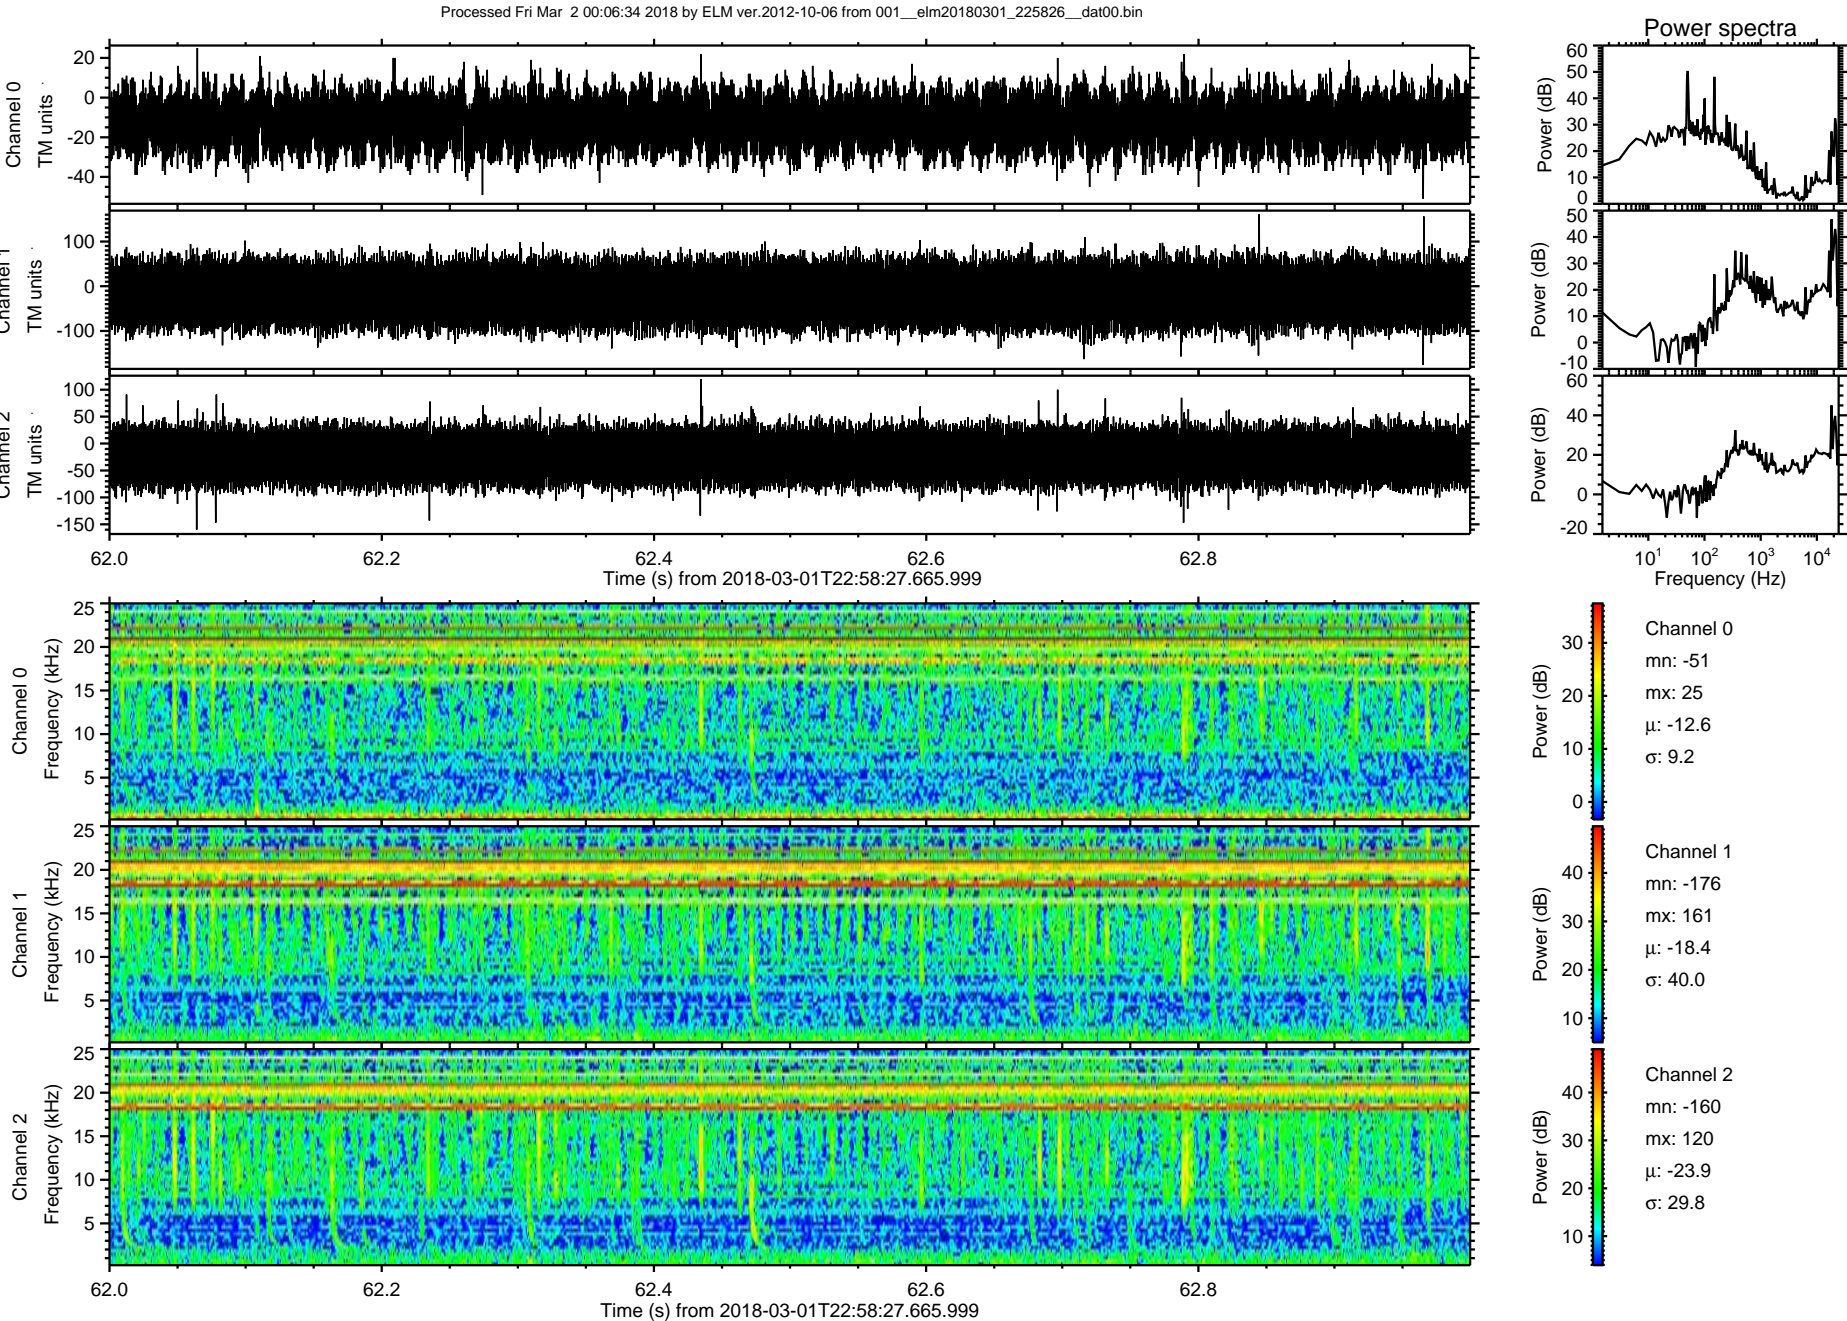 Processed Fri Mar  2 00:06:34 2018 by ELM ver.2012-10-06 from 001__elm20180301_225826__dat00.bin
Power spectra
Channel 0
TM units
20
0
-20
-40
Power (dB)
60
50
40
30
20
10
0
Channel 1
TM units
100
0
-100
Power (dB)
50
40
30
20
10
0
-10
Channel 2
TM units
100
50
0
-50
-100
-150
Power (dB)
60
40
20
0
-20
62.0 62.2 62.4 62.6 62.8
Time (s) from 2018-03-01T22:58:27.665.999
10¹ 10² 10³ 10⁴
Frequency (Hz)
Channel 0
Frequency (kHz)
25
20
15
10
5
Power (dB)
30
20
10
0
Channel 0
mn: -51
mx: 25
μ: -12.6
σ: 9.2
Channel 1
Frequency (kHz)
25
20
15
10
5
Power (dB)
40
30
20
10
Channel 1
mn: -176
mx: 161
μ: -18.4
σ: 40.0
Channel 2
Frequency (kHz)
25
20
15
10
5
Power (dB)
40
30
20
10
Channel 2
mn: -160
mx: 120
μ: -23.9
σ: 29.8
62.0 62.2 62.4 62.6 62.8
Time (s) from 2018-03-01T22:58:27.665.999